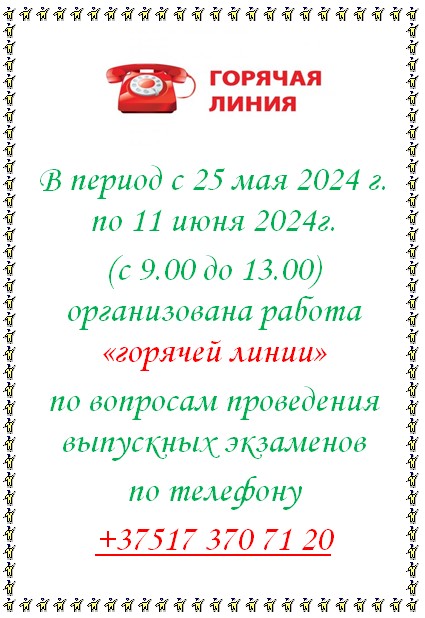 ГОРЯЧАЯ
ЛИНИЯ
В период с 25 мая 2024 г.
по 11 июня 2024г.
(с 9.00 до 13.00)
организована работа
«горячей линии»
по вопросам проведения
выпускных экзаменов
по телефону
+37517 370 71 20